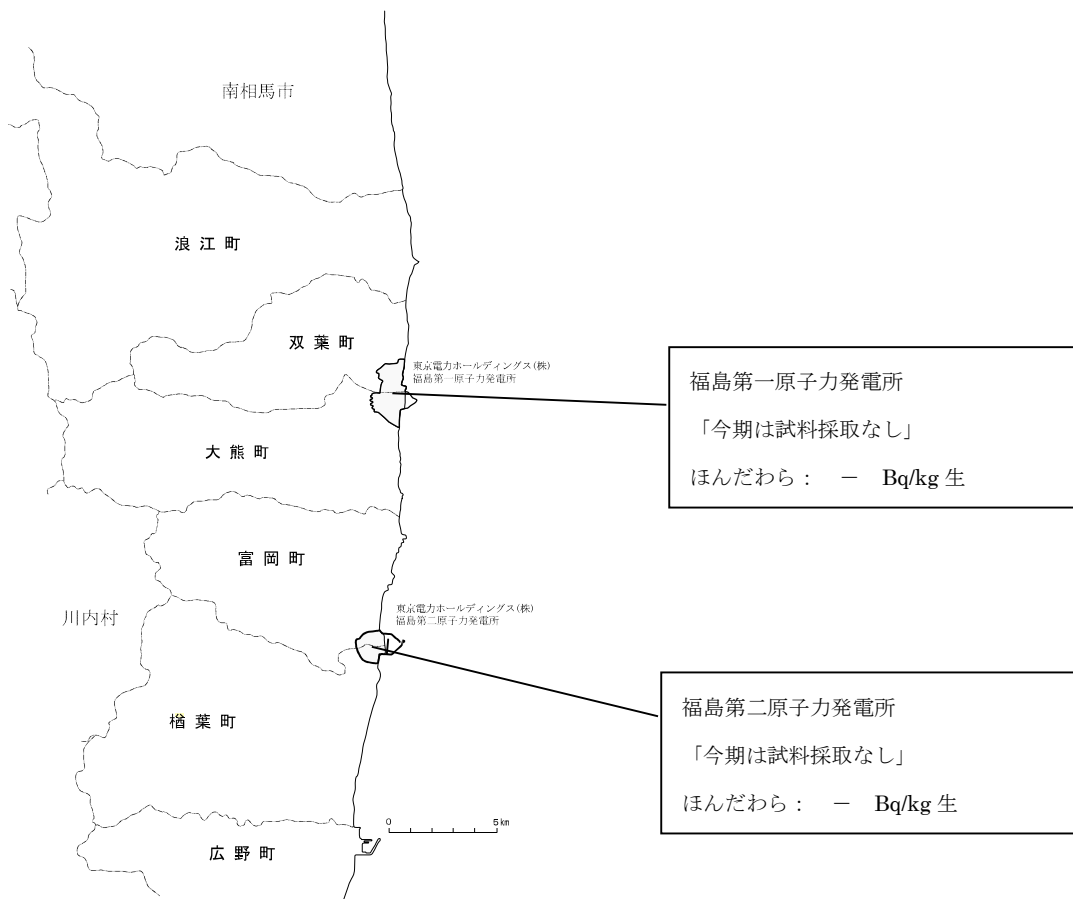 南相馬市
浪江町
双葉町
東京電力ホールディングス(株)
福島第一原子力発電所
福島第一原子力発電所
「今期は試料採取なし」
ほんだわら： － Bq/kg 生
大熊町
富岡町
川内村
東京電力ホールディングス(株)
福島第二原子力発電所
福島第二原子力発電所
「今期は試料採取なし」
ほんだわら： － Bq/kg 生
楢葉町
0 5km
広野町